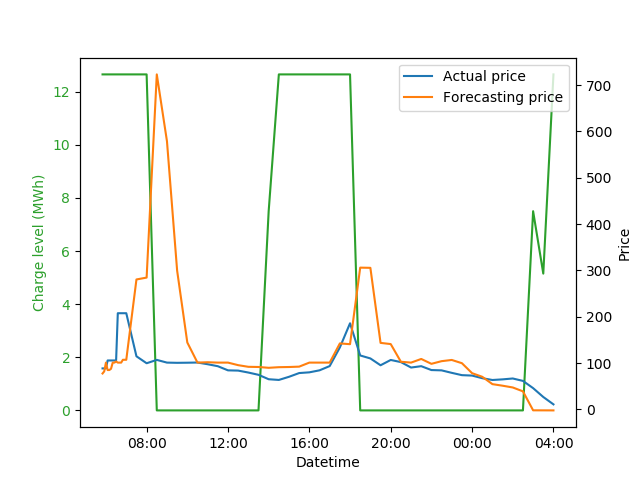 Actual price
Forecasting price
12
10
8
6
4
2
0
Charge level (MWh)
700
600
500
400
300
200
100
0
Price
08:00 12:00 16:00 20:00 00:00 04:00
Datetime